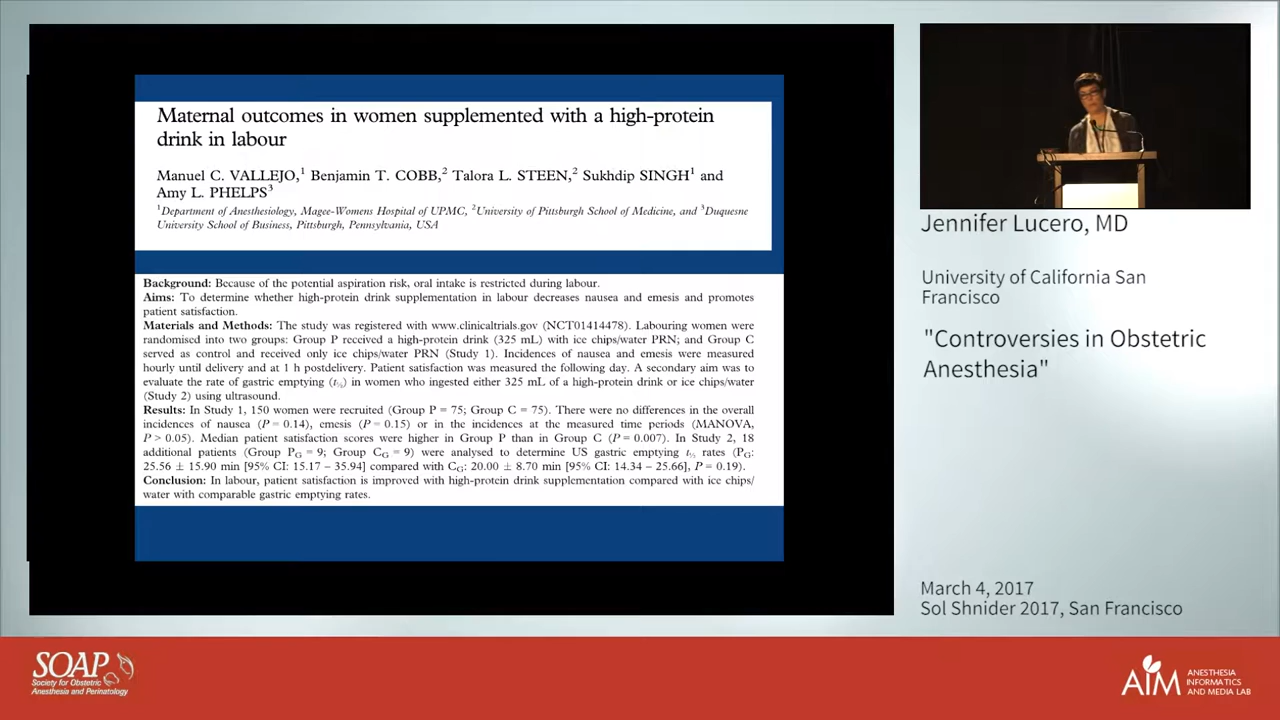 Maternal outcomes in women supplemented with a high-protein
drink in labour
Manuel C. VALLEJO,1 Benjamin T. COBB,2 Talora L. STEEN,2 Sukhdip SINGH1 and
Amy L. PHELPS3
1Department of Anesthesiology, Magee-Womens Hospital of UPMC, 2University of Pittsburgh School of Medicine, and 3Duquesne
University School of Business, Pittsburgh, Pennsylvania, USA
Background: Because of the potential aspiration risk, oral intake is restricted during labour.
Aims: To determine whether high-protein drink supplementation in labour decreases nausea and emesis and promotes
patient satisfaction.
Materials and Methods: The study was registered with www.clinicaltrials.gov (NCT01414478). Labouring women were
randomised into two groups: Group P received a high-protein drink (325 mL) with ice chips/water PRN; and Group C
served as control and received only ice chips/water PRN (Study 1). Incidences of nausea and emesis were measured
hourly until delivery and at 1 h postdelivery. Patient satisfaction was measured the following day. A secondary aim was to
evaluate the rate of gastric emptying (t½) in women who ingested either 325 mL of a high-protein drink or ice chips/water
(Study 2) using ultrasound.
Results: In Study 1, 150 women were recruited (Group P = 75; Group C = 75). There were no differences in the overall
incidences of nausea (P = 0.14), emesis (P = 0.15) or in the incidences at the measured time periods (MANOVA,
P > 0.05). Median patient satisfaction scores were higher in Group P than in Group C (P = 0.007). In Study 2, 18
additional patients (Group PG = 9; Group CG = 9) were analysed to determine US gastric emptying t½ rates (PG:
25.56 ± 15.90 min [95% CI: 15.17 – 35.94] compared with CG: 20.00 ± 8.70 min [95% CI: 14.34 – 25.66], P = 0.19).
Conclusion: In labour, patient satisfaction is improved with high-protein drink supplementation compared with ice chips/
water with comparable gastric emptying rates.
Jennifer Lucero, MD
University of California San
Francisco
"Controversies in Obstetric
Anesthesia"
March 4, 2017
Sol Shnider 2017, San Francisco
SOAP
Society for Obstetric
Anesthesia and Perinatology
AIM
ANESTHESIA
INFORMATICS
AND MEDIA LAB